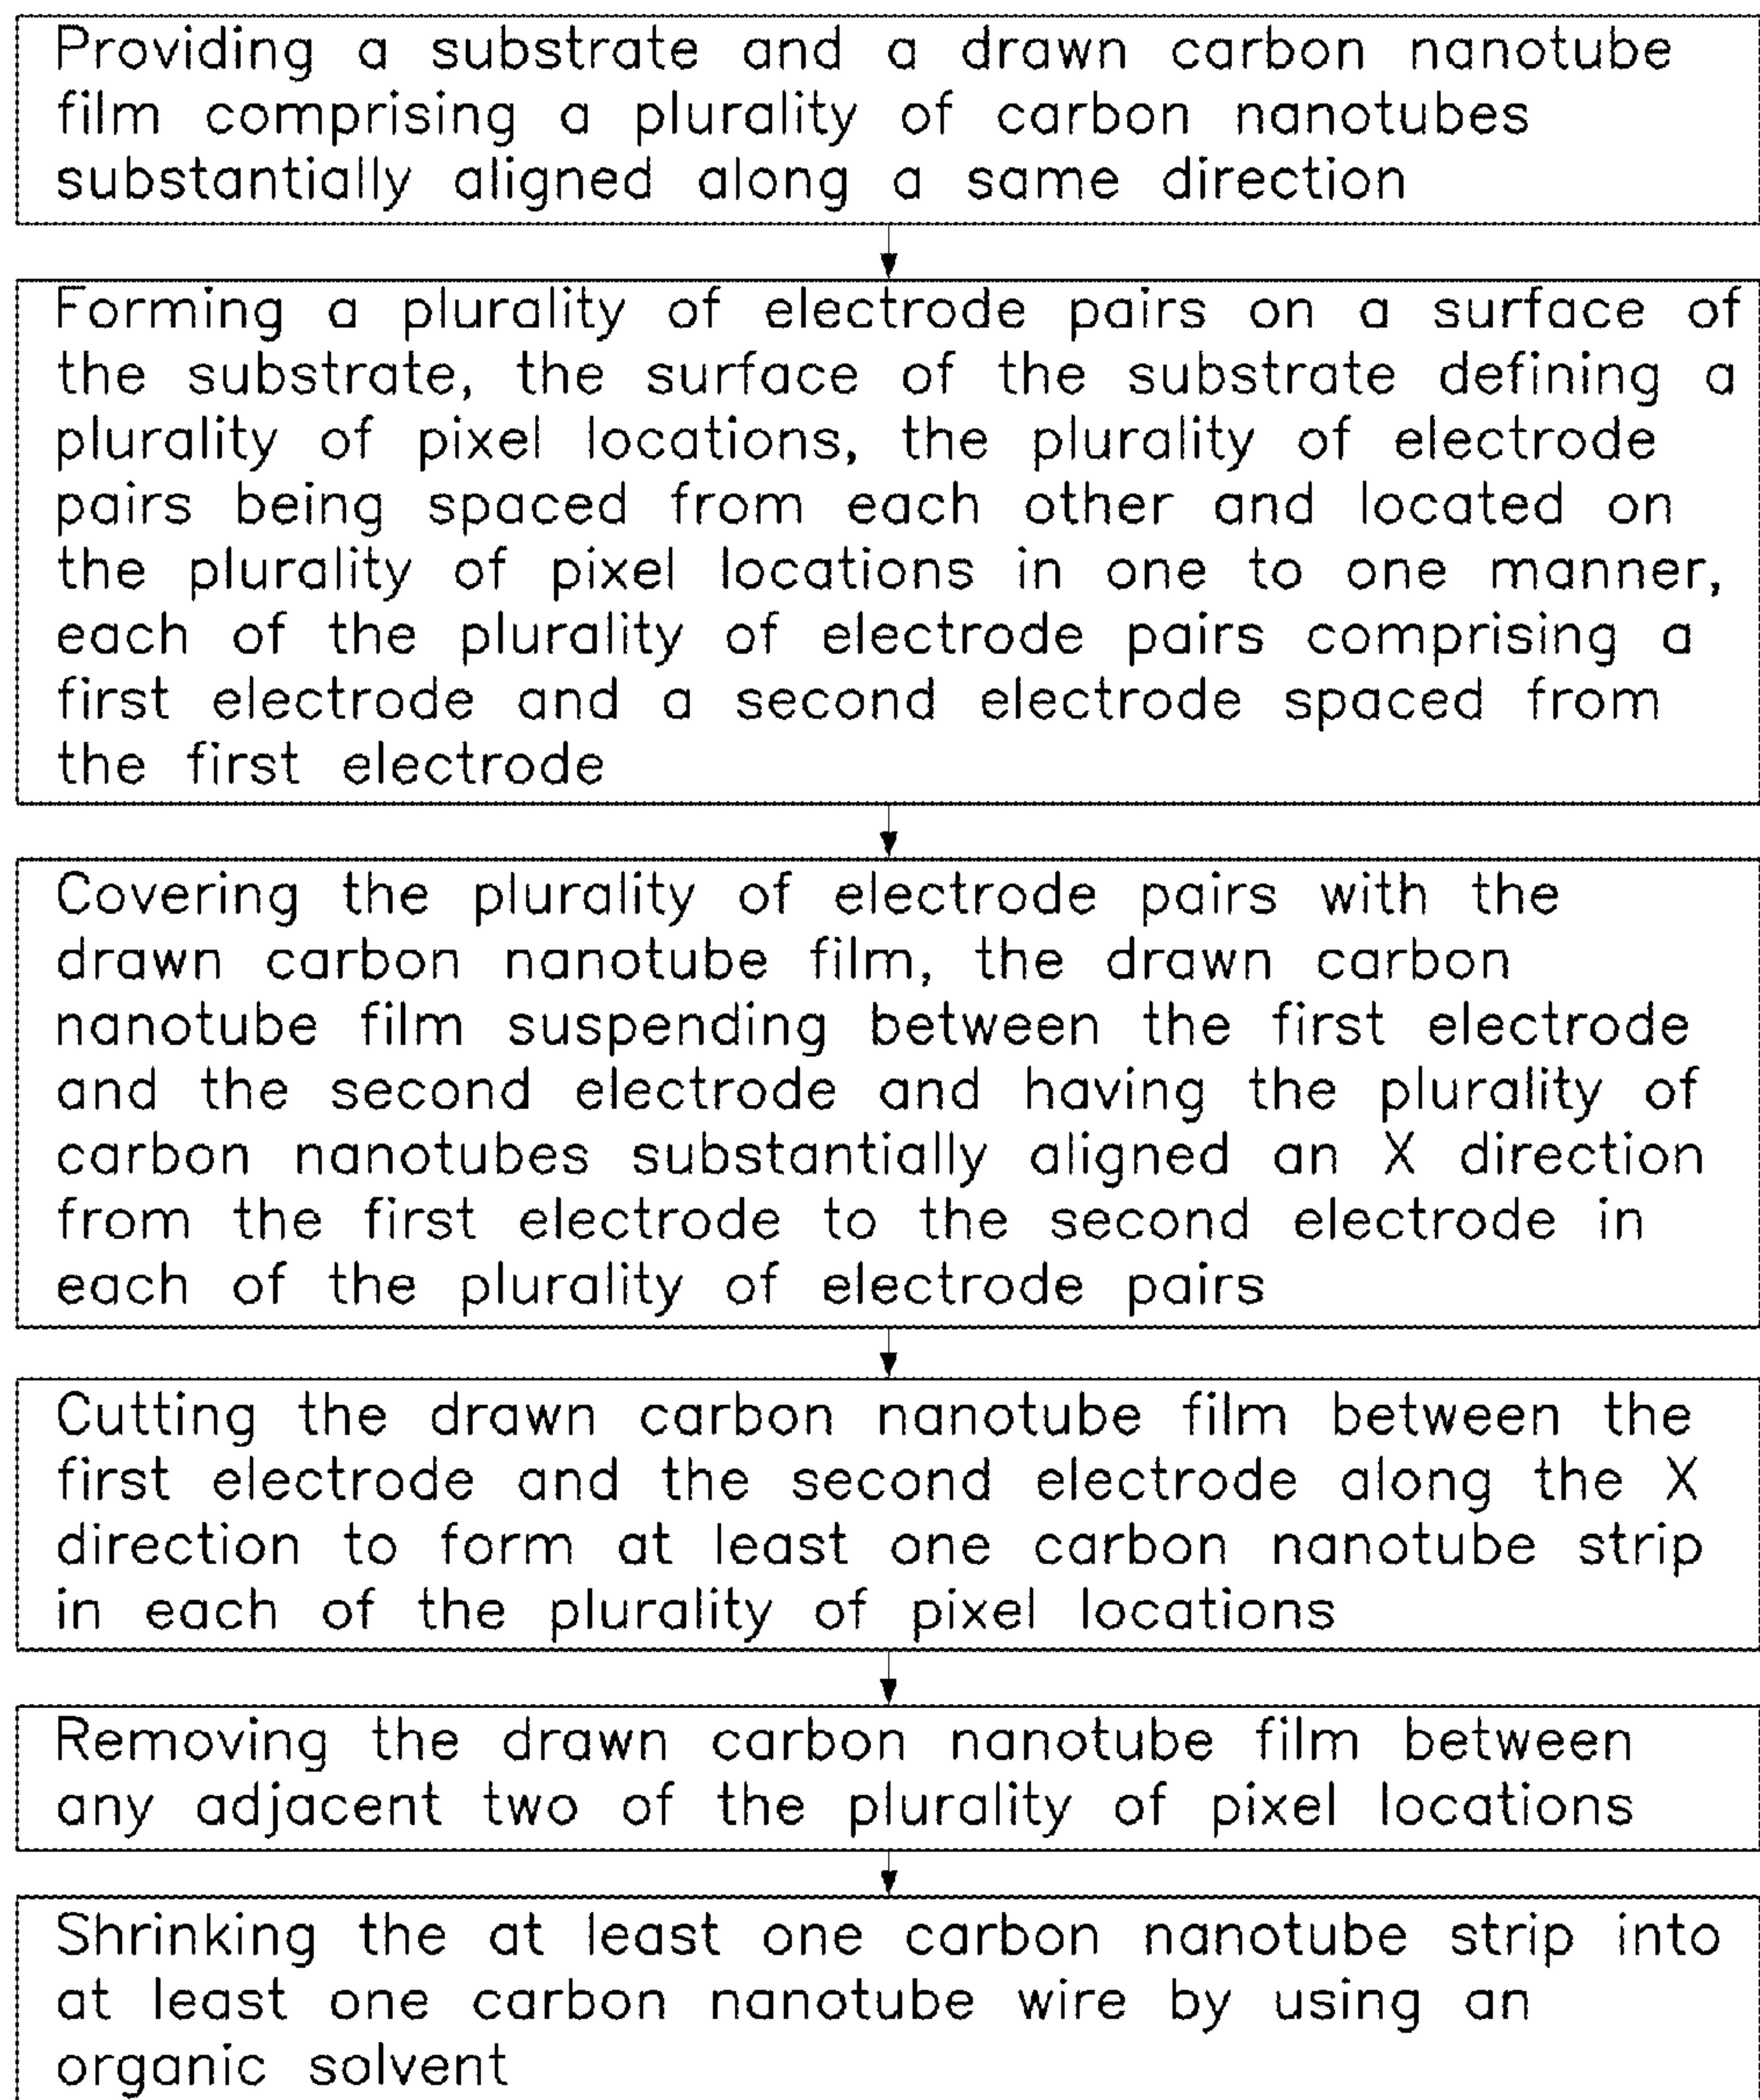 Providing a substrate and a drawn carbon nanotube
film comprising a plurality of carbon nanotubes
substantially aligned along a same direction
Forming a plurality of electrode pairs on a surface of
the substrate, the surface of the substrate defining a
plurality of pixel locations, the plurality of electrode
pairs being spaced from each other and located on
the plurality of pixel locations in one to one manner,
each of the plurality of electrode pairs comprising a
first electrode and a second electrode spaced from
the first electrode
Covering the plurality of electrode pairs with the
drawn carbon nanotube film, the drawn carbon
nanotube film suspending between the first electrode
and the second electrode and having the plurality of
carbon nanotubes substantially aligned an X direction
from the first electrode to the second electrode in
each of the plurality of electrode pairs
Cutting the drawn carbon nanotube film between the
first electrode and the second electrode along the X
direction to form at least one carbon nanotube strip
in each of the plurality of pixel locations
Removing the drawn carbon nanotube film between
any adjacent two of the plurality of pixel locations
Shrinking the at least one carbon nanotube strip into
at least one carbon nanotube wire by using an
organic solvent